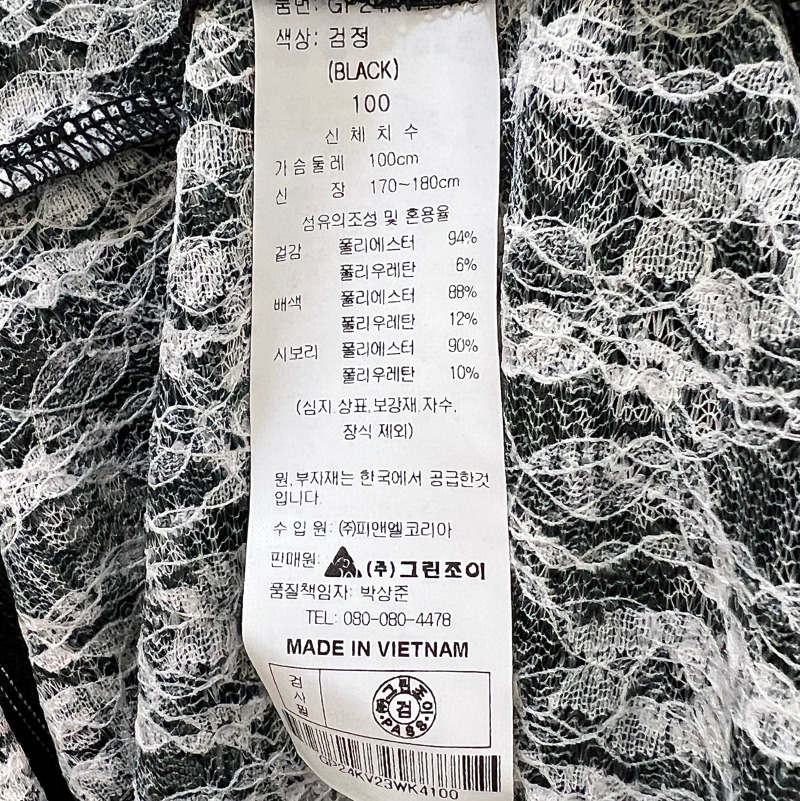 색상: 검정
(BLACK)
100
신 체 치 수
가슴둘레 100cm
신 장 170~180cm
섬유의조성 및 혼용율
겉감 폴리에스터 94%
폴리우레탄 6%
배색 폴리에스터 88%
폴리우레탄 12%
시보리 폴리에스터 90%
폴리우레탄 10%
(심지.상표.보강재.자수.
장식 제외)
원.부자재는 한국에서 공급한것
입니다.
수 입 원: (주)피앤엘코리아
판매원: (주)그린조이
품질책임자: 박상준
TEL: 080-080-4478
MADE IN VIETNAM
검사필
그린조이
검
PASS
GP24KV23WK4100